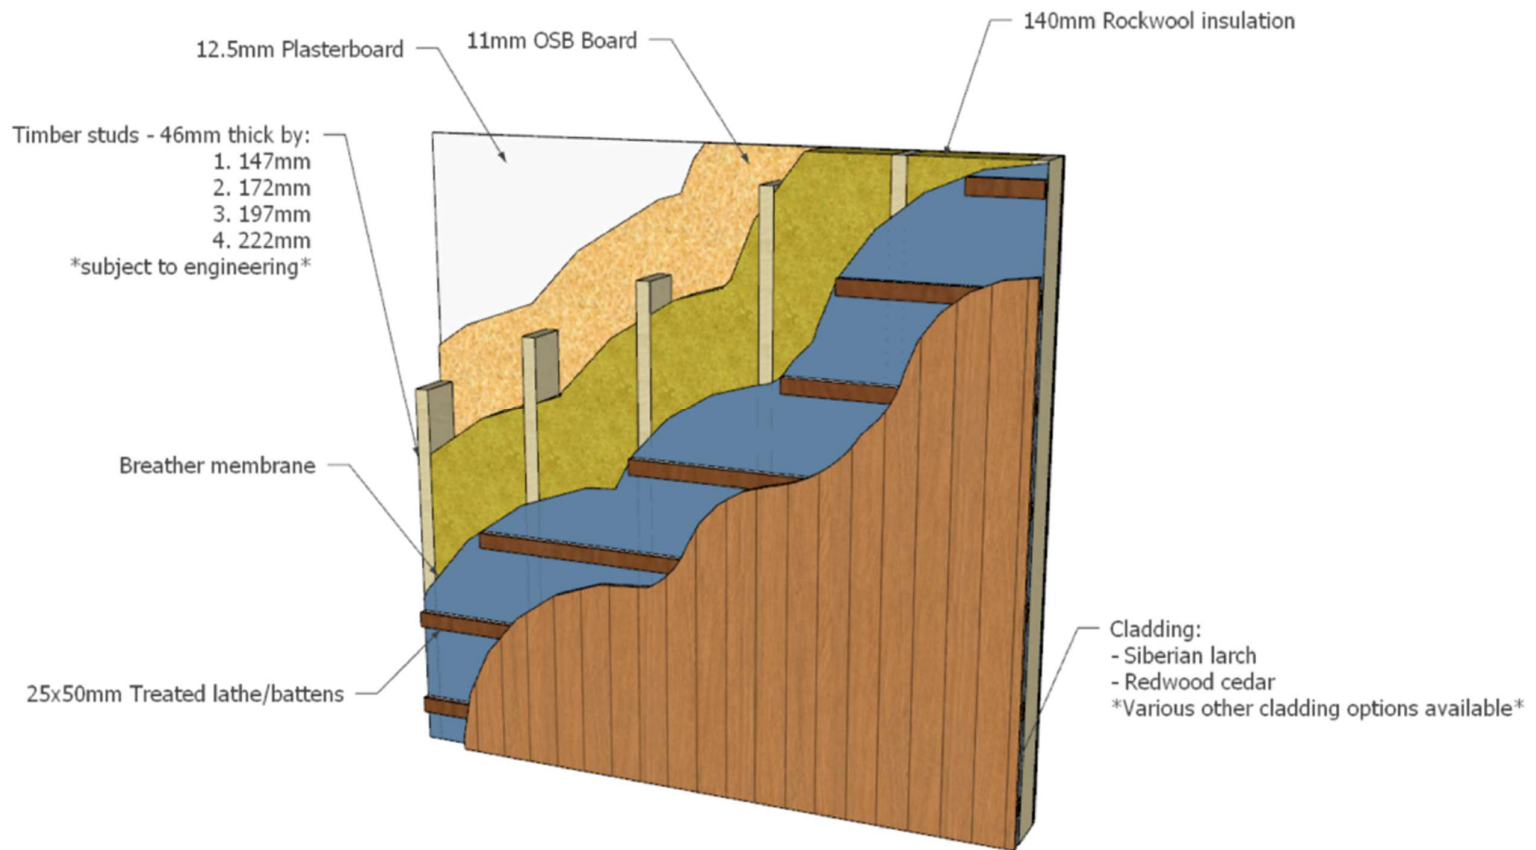 140mm Rockwool insulation
11mm OSB Board
12.5mm Plasterboard
Timber studs - 46mm thick by:
1. 147mm
2. 172mm
3. 197mm
4. 222mm
*subject to engineering*
Breather membrane
25x50mm Treated lathe/battens
Cladding:
- Siberian larch
- Redwood cedar
*Various other cladding options available*